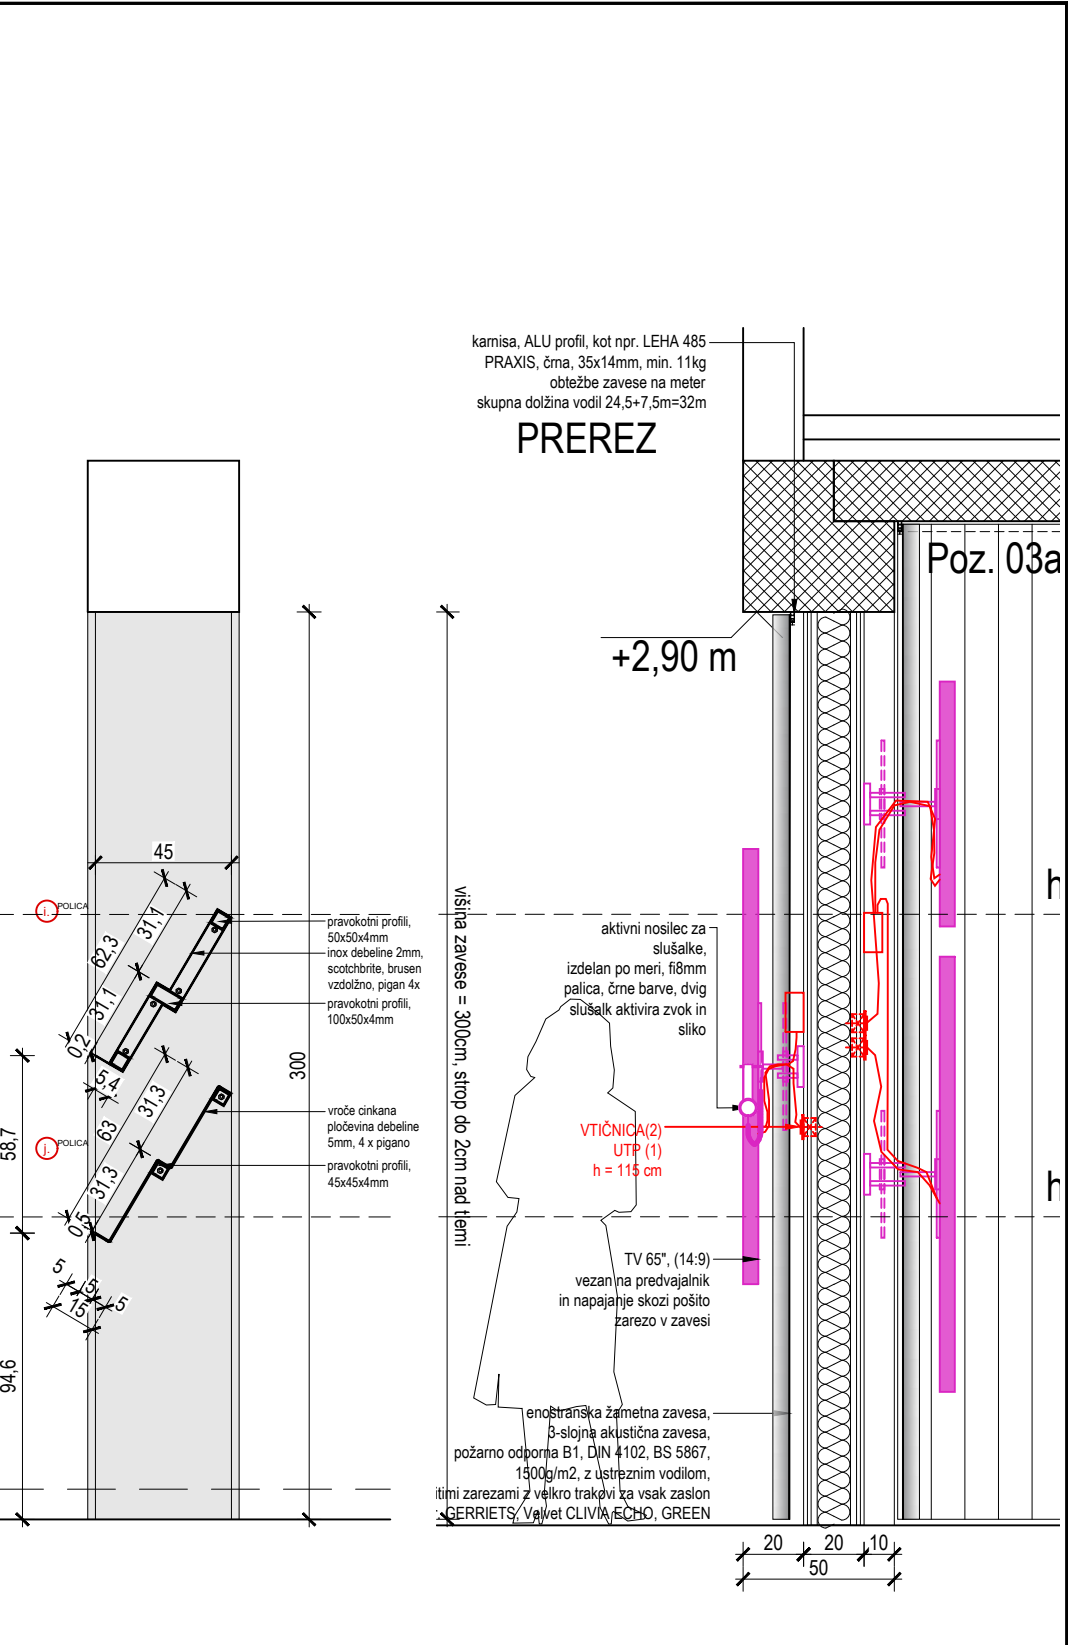 karnisa, ALU profil, kot npr. LEHA 485
PRAXIS, črna, 35x14mm, min. 11kg
obtežbe zavese na meter
skupna dolžina vodil 24,5+7,5m=32m
PREREZ
Poz. 03a
+2,90 m
45
i.
POLICA
31,1
62,3
31,1
0,2
5,4
pravokotni profili,
50x50x4mm
inox debeline 2mm,
scotchbrite, brusen
vzdolžno, pigan 4x
pravokotni profili,
100x50x4mm
300
višina zavese = 300cm, strop do 2cm nad tlemi
aktivni nosilec za
slušalke,
izdelan po meri, fi8mm
palica, črne barve, dvig
slušalk aktivira zvok in
sliko
h
58,7
j.
POLICA
31,3
63
31,3
0,5
vroče cinkana
pločevina debeline
5mm, 4 x pigano
pravokotni profili,
45x45x4mm
VTIČNICA(2)
UTP (1)
h = 115 cm
h
5
5
15
5
94,6
TV 65", (14:9)
vezan na predvajalnik
in napajanje skozi pošito
zarezo v zavesi
enostranska žametna zavesa,
3-slojna akustična zavesa,
požarno odporna B1, DIN 4102, BS 5867,
1500g/m2, z ustreznim vodilom,
itimi zarezami z velkro trakovi za vsak zaslon
GERRIETS, Velvet CLIVIA ECHO, GREEN
20
20
10
50